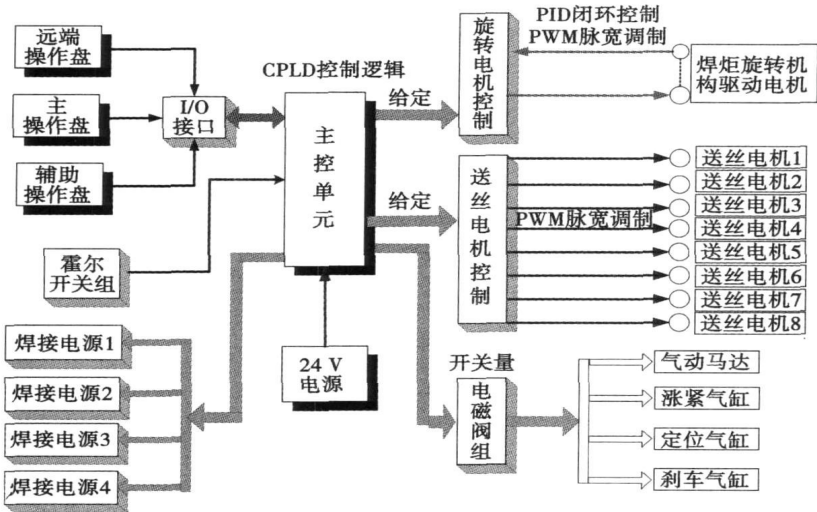 远端
操作盘
主
操作盘
辅助
操作盘
I/O
接口
霍尔
开关组
CPLD控制逻辑
主控单元
24 V
电源
焊接电源1
焊接电源2
焊接电源3
焊接电源4
给定
旋转电机控制
PID闭环控制
PWM脉宽调制
焊炬旋转机
构驱动电机
给定
送丝电机控制
PWM脉宽调制
送丝电机1
送丝电机2
送丝电机3
送丝电机4
送丝电机5
送丝电机6
送丝电机7
送丝电机8
开关量
电磁阀组
气动马达
涨紧气缸
定位气缸
刹车气缸